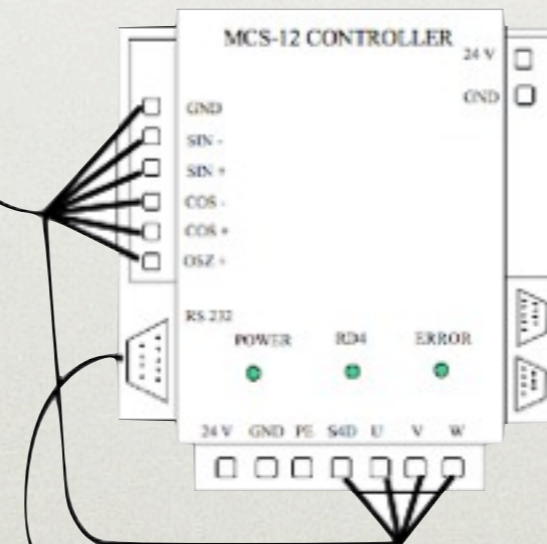 MCS-12 CONTROLLER
24 V
GND
GND
SIN -
SIN +
COS -
COS +
OSZ +
RS 232
POWER RD4 ERROR
24 V GND PE S4D U V W